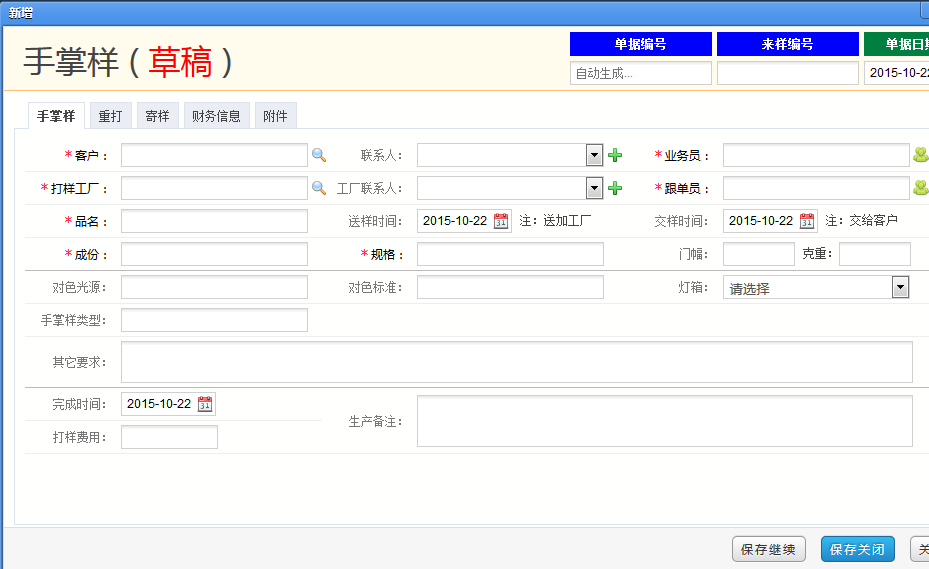 新增
手掌样 ( 草稿 )
单据编号 来样编号 单据日期
自动生成... 2015-10-22
手掌样 重打 寄样 财务信息 附件
*客户: 联系人: *业务员:
*打样工厂: 工厂联系人: *跟单员:
*品名: 送样时间: 2015-10-22 注: 送加工厂 交样时间: 2015-10-22 注: 交给客户
*成份: *规格: 门幅: 克重:
对色光源: 对色标准: 灯箱: 请选择
手掌样类型:
其它要求:
完成时间: 2015-10-22 生产备注:
打样费用:
保存继续 保存关闭 关